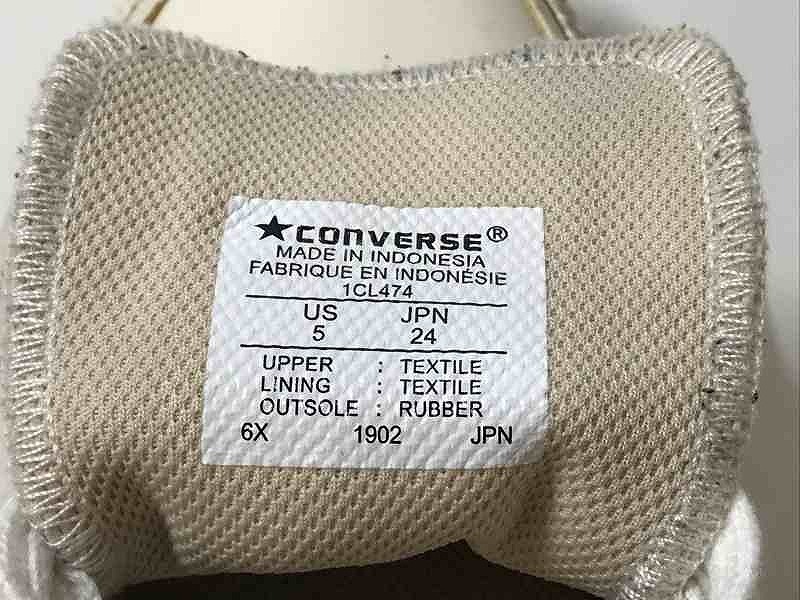 ★CONVERSE®
MADE IN INDONESIA
FABRIQUE EN INDONÉSIE
1CL474
US JPN
5 24
UPPER : TEXTILE
LINING : TEXTILE
OUTSOLE : RUBBER
6X 1902 JPN